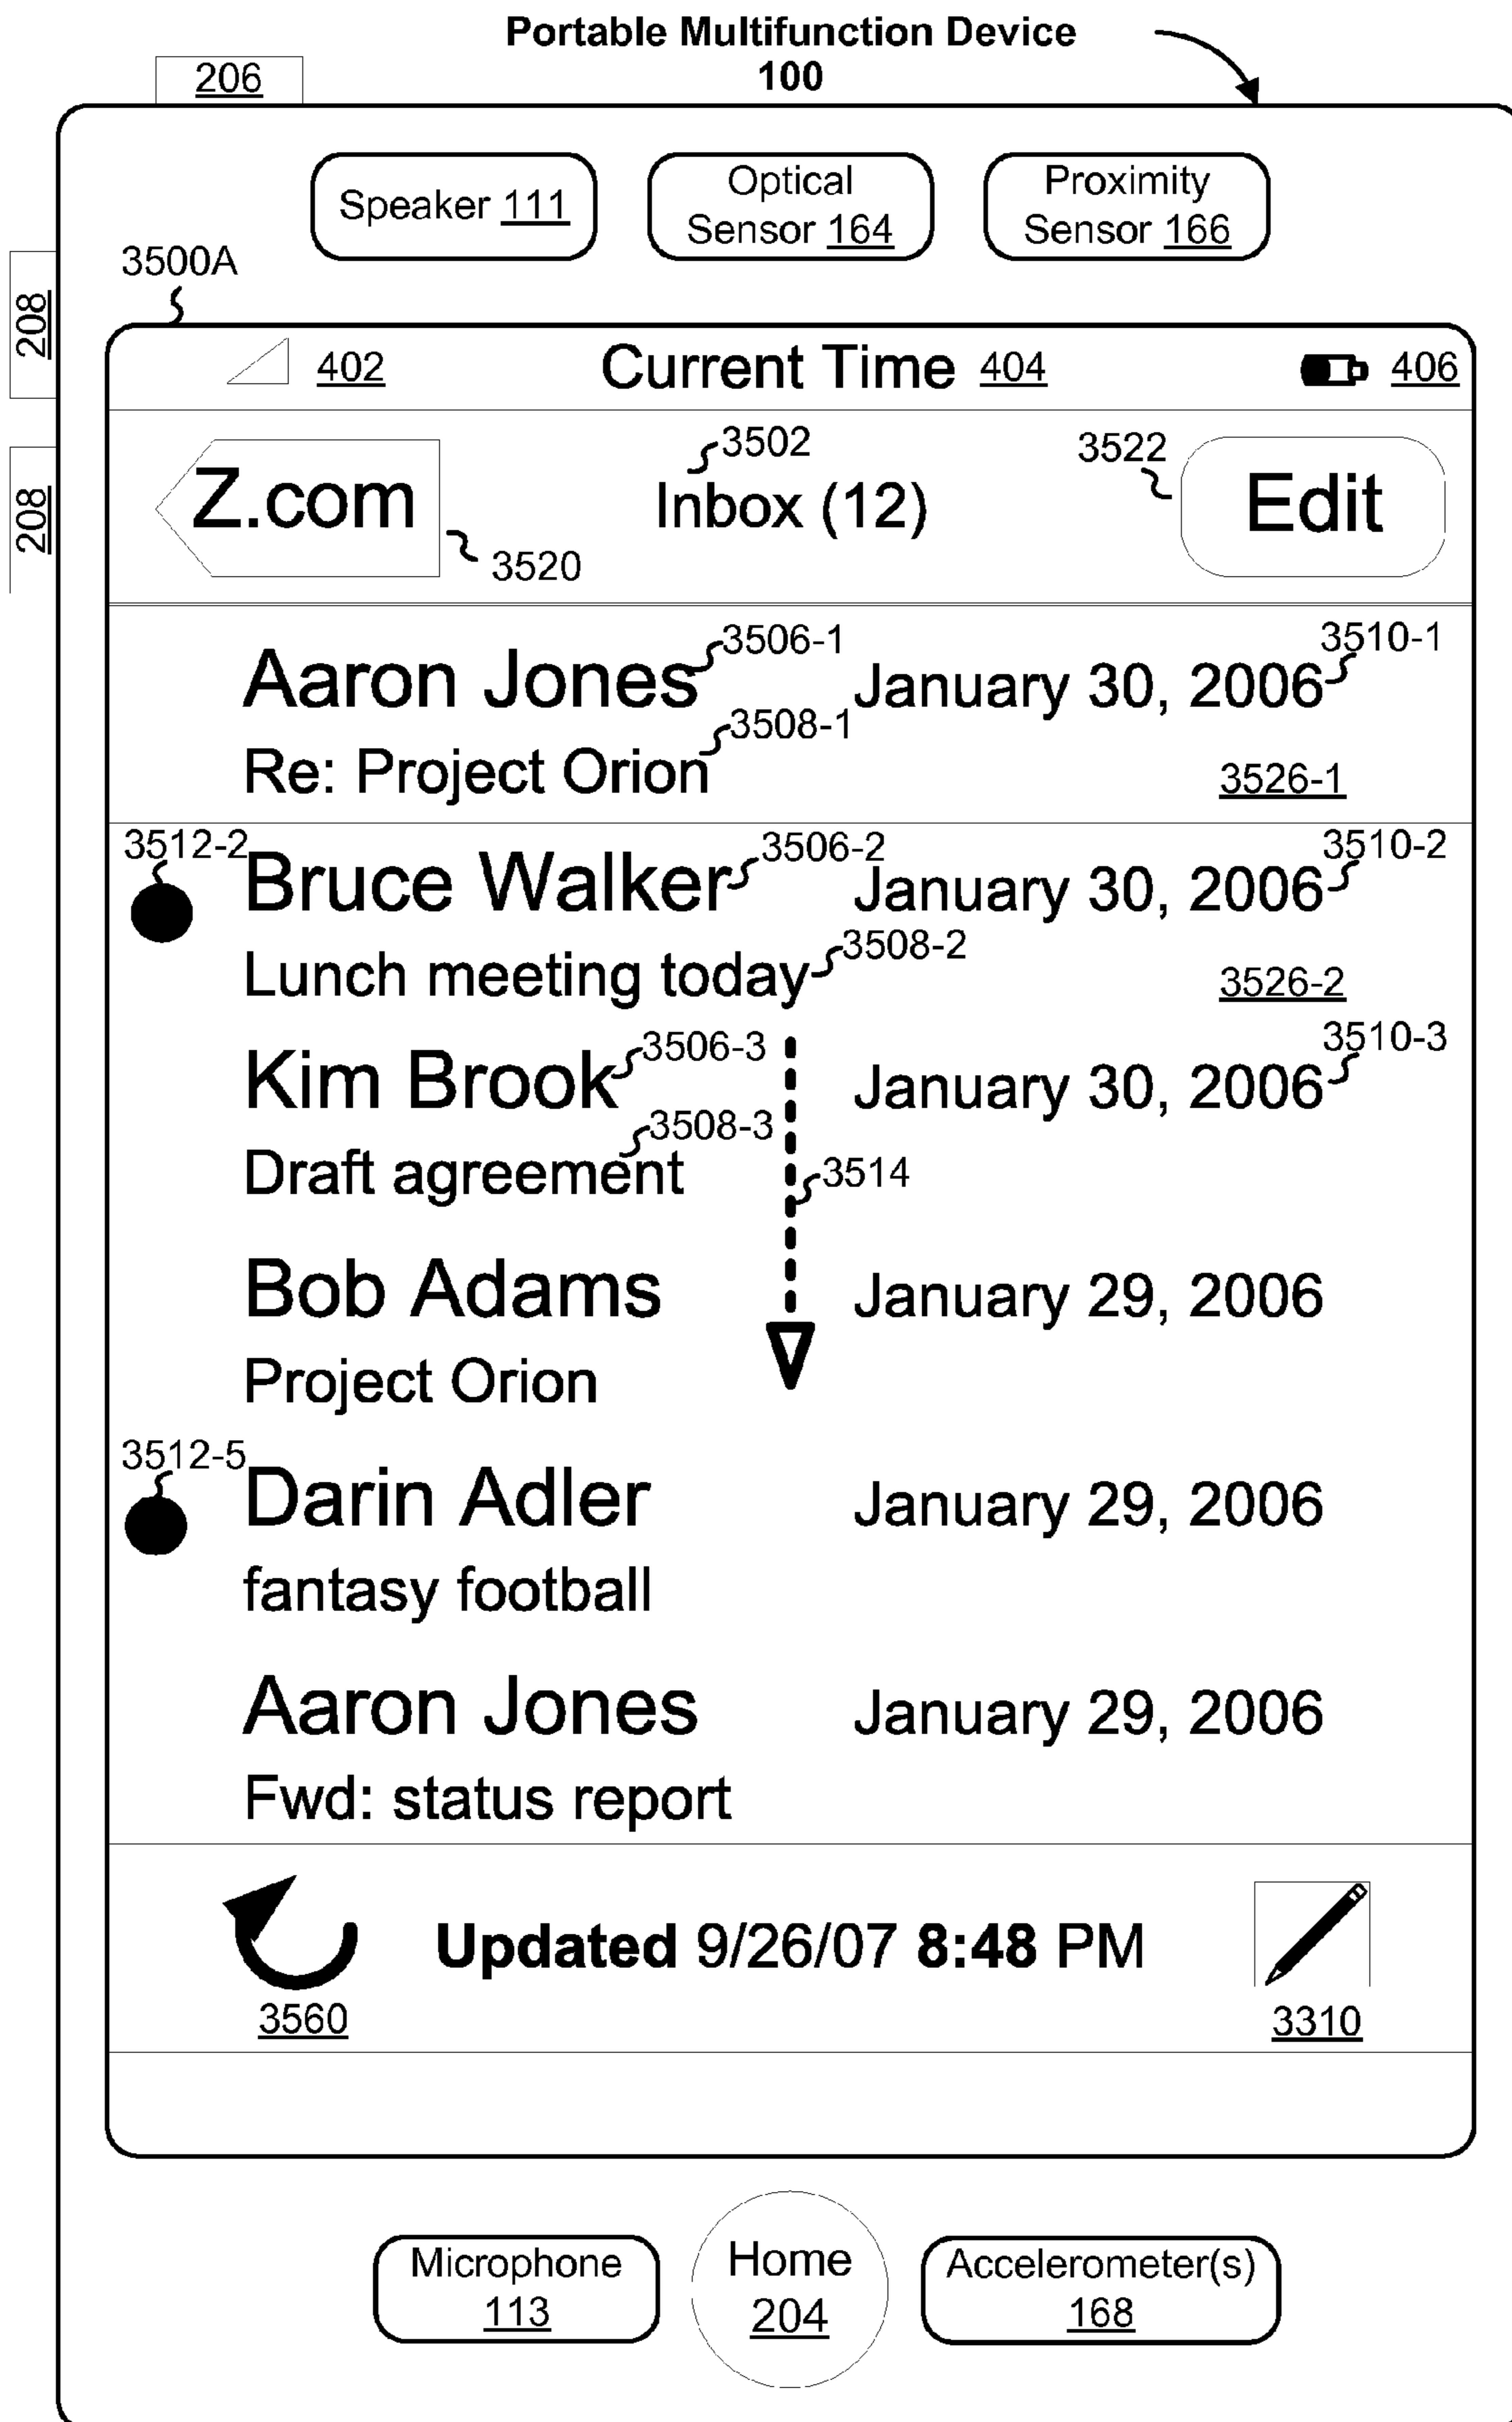 Portable Multifunction Device
100
206
Speaker 111
Optical
Sensor 164
Proximity
Sensor 166
208
208
3500A
402 Current Time 404 406
3502
3522
Z.com Inbox (12) Edit
3520
3506-1
3510-1
Aaron Jones January 30, 2006
3508-1
Re: Project Orion
3526-1
3512-2
3506-2
3510-2
Bruce Walker January 30, 2006
3508-2
Lunch meeting today
3526-2
3506-3
3510-3
Kim Brook January 30, 2006
3508-3
Draft agreement
3514
Bob Adams January 29, 2006
Project Orion
3512-5
Darin Adler January 29, 2006
fantasy football
Aaron Jones January 29, 2006
Fwd: status report
Updated 9/26/07 8:48 PM
3560
3310
Microphone
113
Home
204
Accelerometer(s)
168